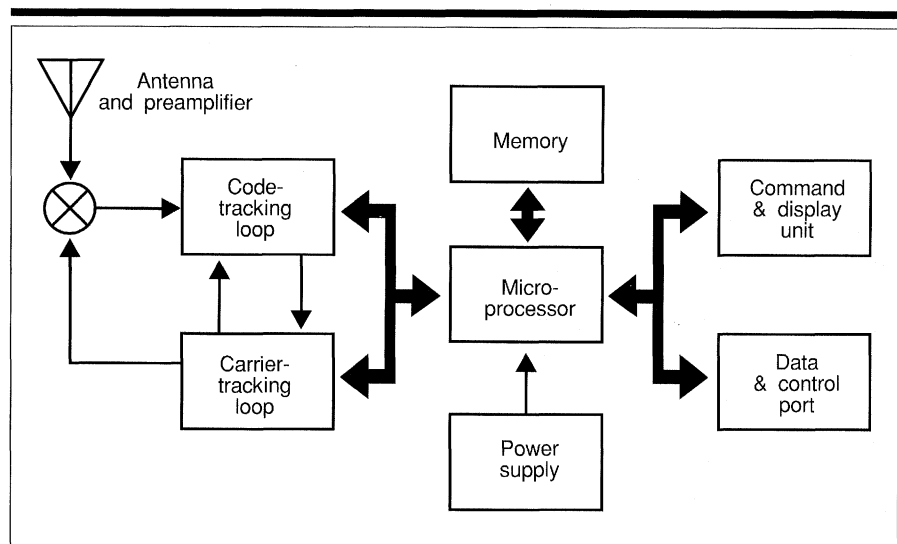 Antenna
and preamplifier
Code-
tracking
loop
Carrier-
tracking
loop
Memory
Micro-
processor
Power
supply
Command
& display
unit
Data
& control
port